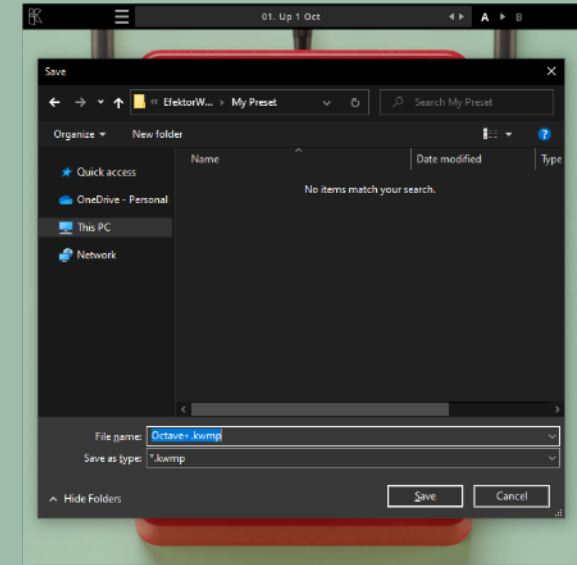 01. Up 1 Oct
A B
Save
« EfektorW... › My Preset
Search My Preset
Organize
New folder
Name
Date modified
Type
No items match your search.
Quick access
OneDrive - Personal
This PC
Network
File name: Octave+.kwmp
Save as type: *.kwmp
Hide Folders
Save
Cancel